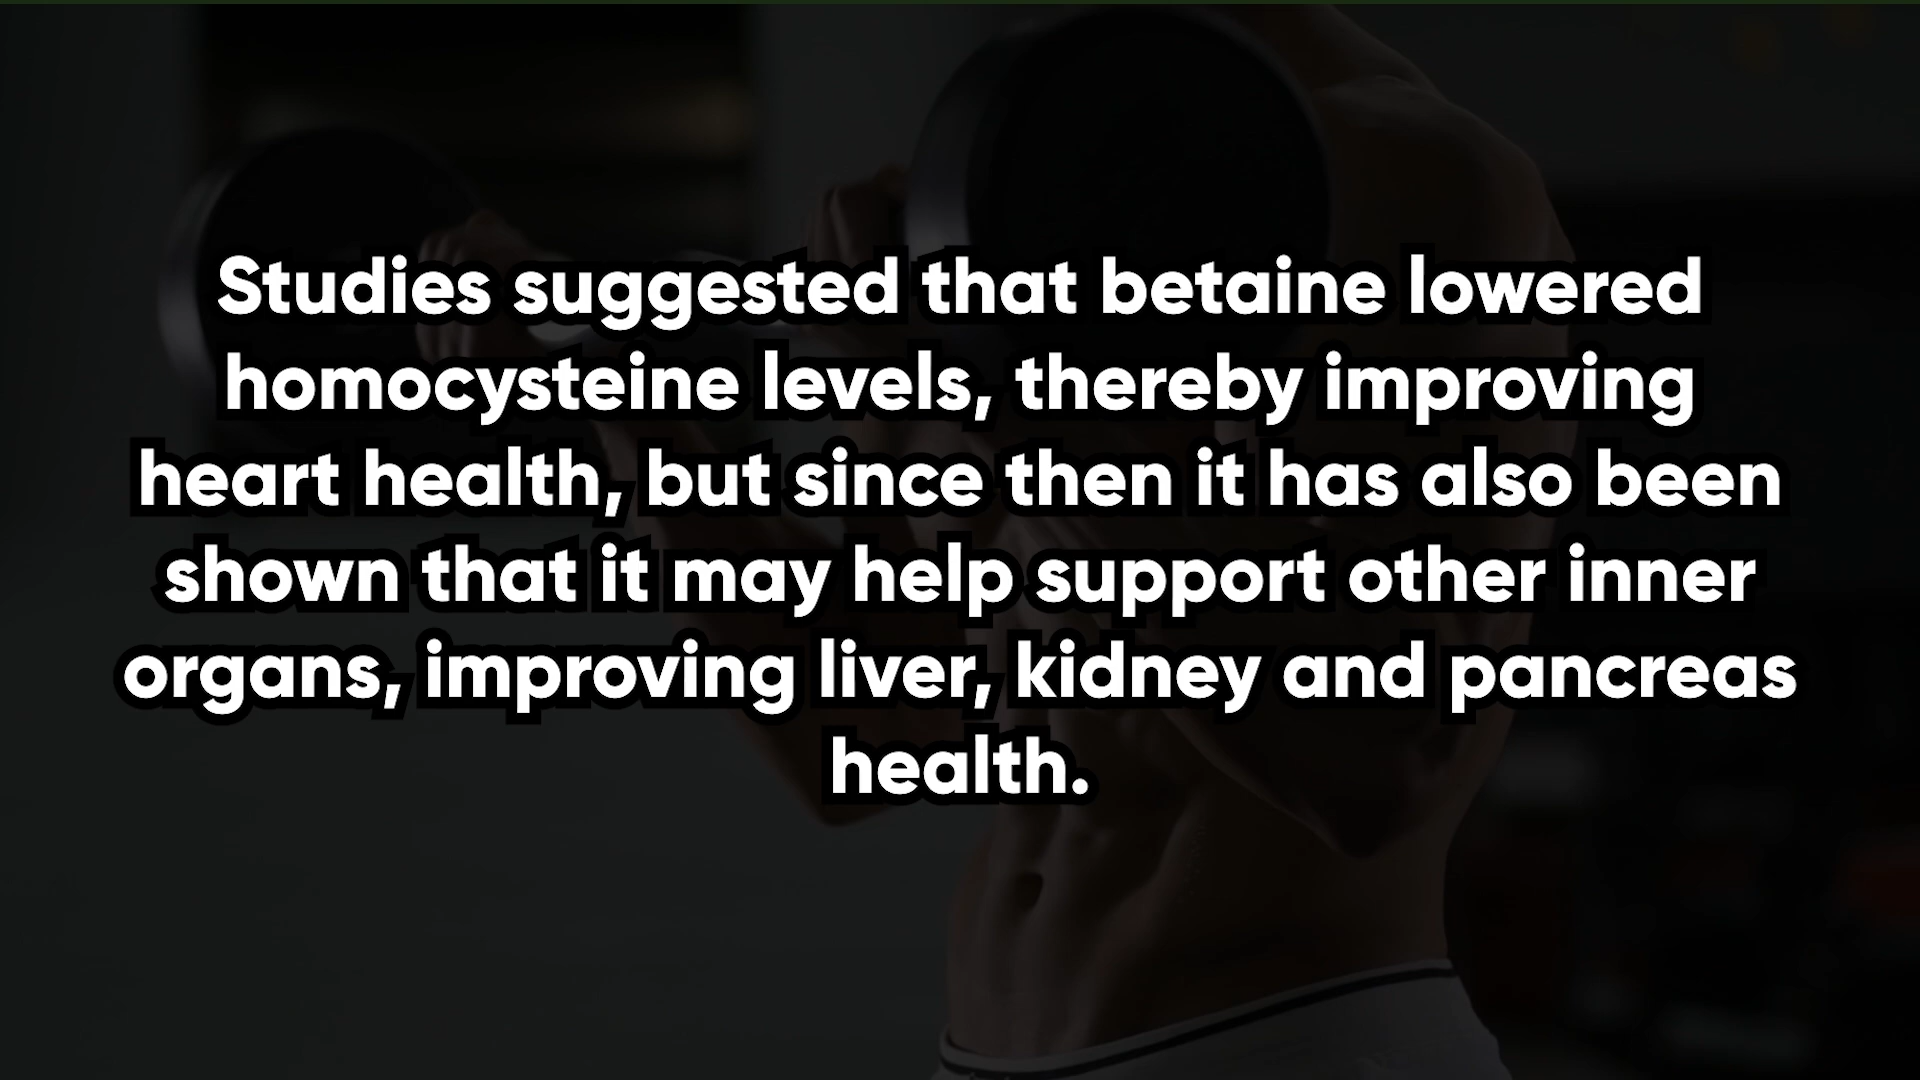 Studies suggested that betaine lowered
homocysteine levels, thereby improving
heart health, but since then it has also been
shown that it may help support other inner
organs, improving liver, kidney and pancreas
health.